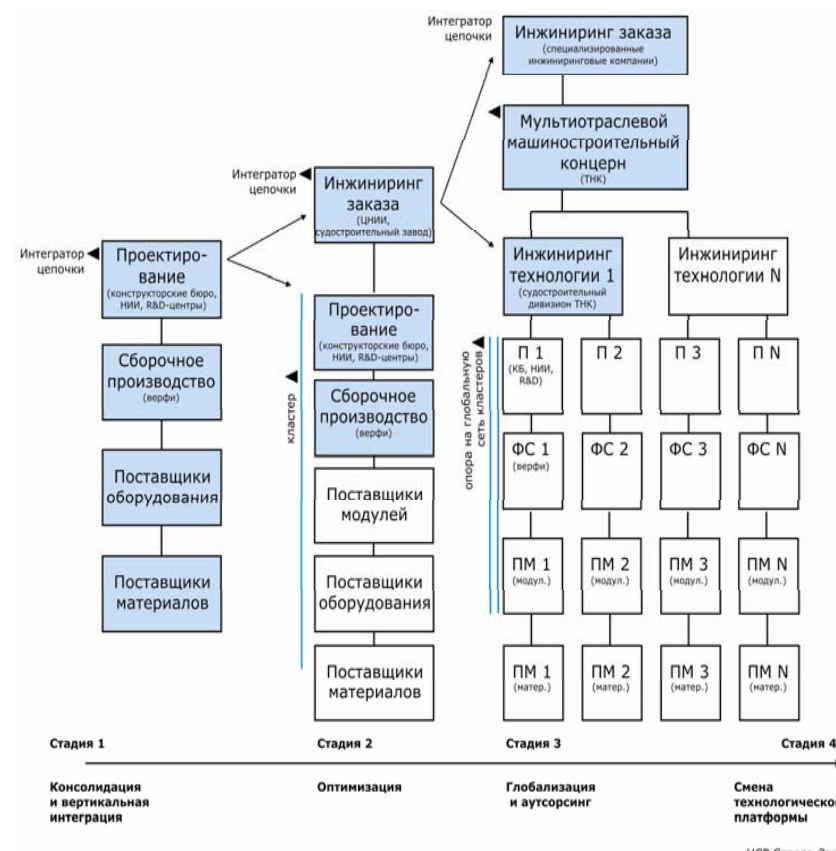 Интегратор
цепочки
Инжиниринг заказа
(специализированные
инжиниринговые компании)
Мультиотраслевой
машиностроительный
концерн
(ТНК)
Интегратор
цепочки
Инжиниринг
заказа
(ЦНИИ,
судостроительный завод)
Интегратор
цепочки
Проектиро-
вание
(конструкторские бюро,
НИИ, R&D-центры)
Инжиниринг
технологии 1
(судостроительный
дивизион ТНК)
Инжиниринг
технологии N
Проектиро-
вание
(конструкторские бюро,
НИИ, R&D-центры)
Сборочное
производство
(верфи)
кластер
Сборочное
производство
(верфи)
опора на глобальную
сеть кластеров
П 1
(КБ, НИИ,
R&D)
П 2
П 3
П N
ФС 1
(верфи)
ФС 2
ФС 3
ФС N
Поставщики
оборудования
Поставщики
модулей
Поставщики
материалов
Поставщики
оборудования
ПМ 1
(модул.)
ПМ 2
(модул.)
ПМ 3
(модул.)
ПМ N
(модул.)
Поставщики
материалов
ПМ 1
(матер.)
ПМ 2
(матер.)
ПМ 3
(матер.)
ПМ N
(матер.)
Стадия 1
Стадия 2
Стадия 3
Стадия 4
Консолидация
и вертикальная
интеграция
Оптимизация
Глобализация
и аутсорсинг
Смена
технологической
платформы